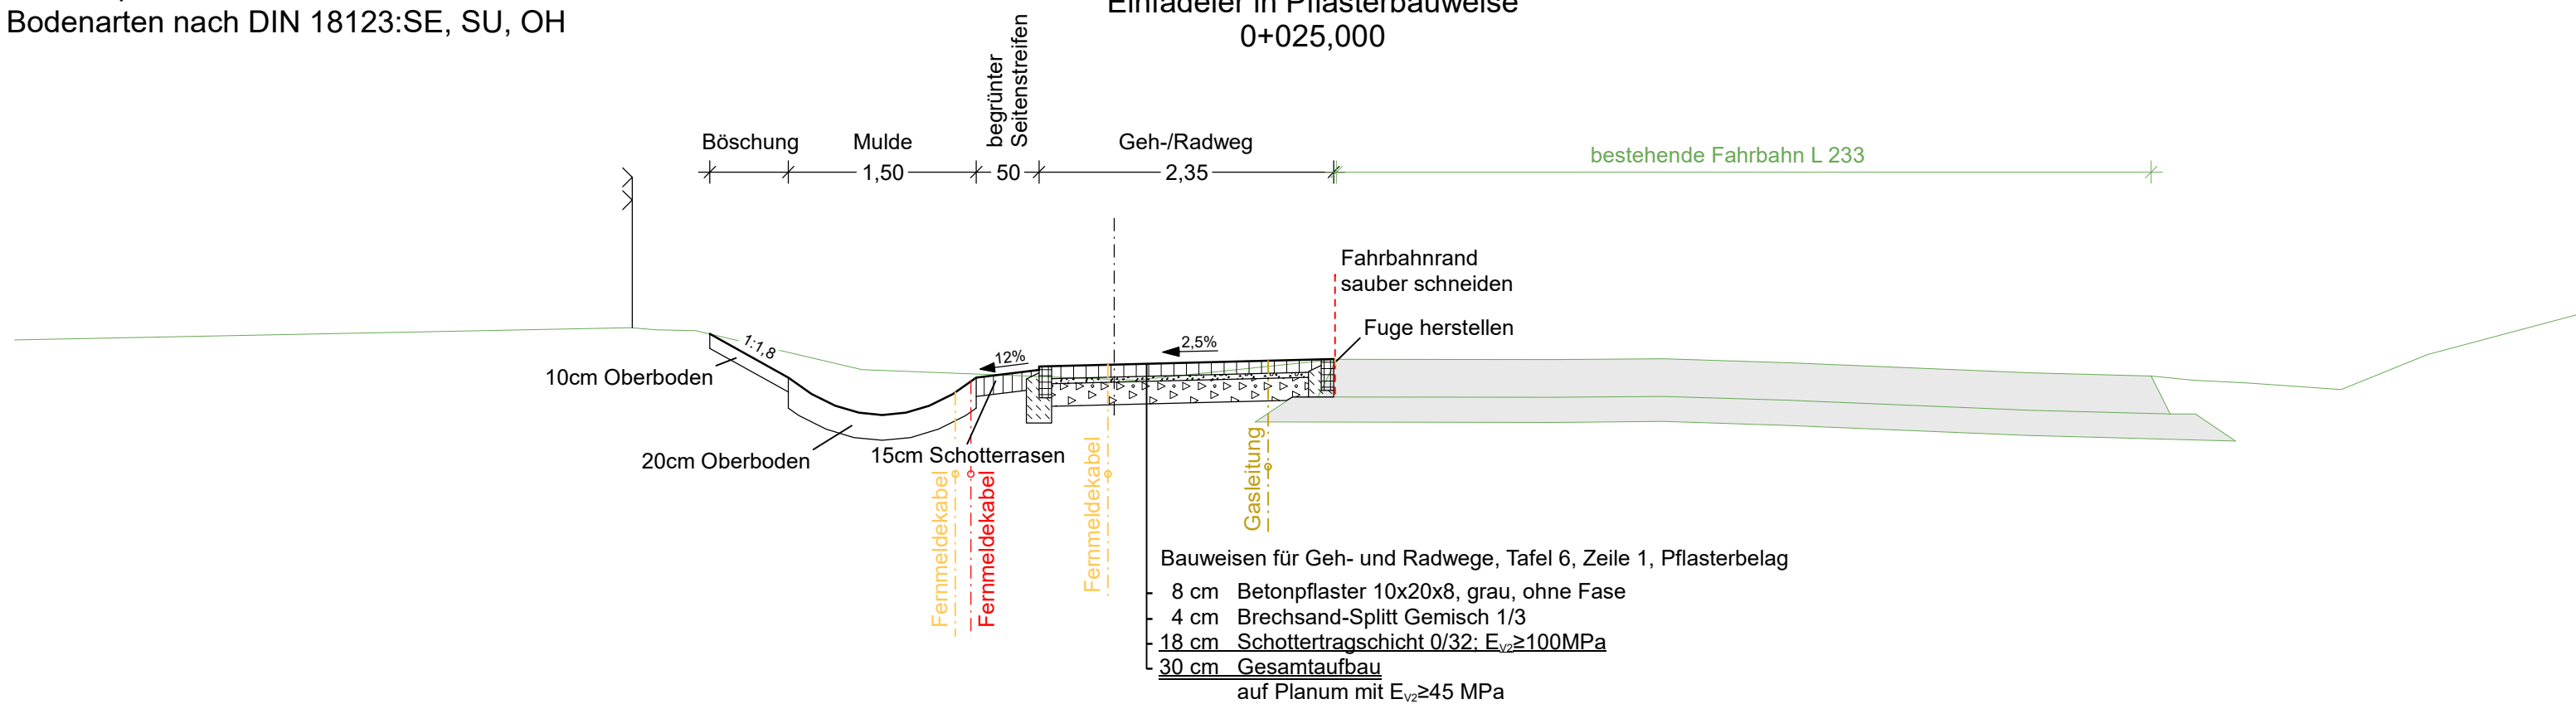 Bodenarten nach DIN 18123:SE, SU, OH
Einfädeler in Pflasterbauweise
0+025,000
begrünter
Seitenstreifen
Böschung
Mulde
Geh-/Radweg
bestehende Fahrbahn L 233
1,50
50
2,35
Fahrbahnrand
sauber schneiden
Fuge herstellen
1:1,8
12%
2,5%
10cm Oberboden
20cm Oberboden
15cm Schotterrasen
Fernmeldekabel
Fernmeldekabel
Fernmeldekabel
Gasleitung
Bauweisen für Geh- und Radwege, Tafel 6, Zeile 1, Pflasterbelag
8 cm Betonpflaster 10x20x8, grau, ohne Fase
4 cm Brechsand-Splitt Gemisch 1/3
18 cm Schottertragschicht 0/32; EV2≥100MPa
30 cm Gesamtaufbau
auf Planum mit EV2≥45 MPa